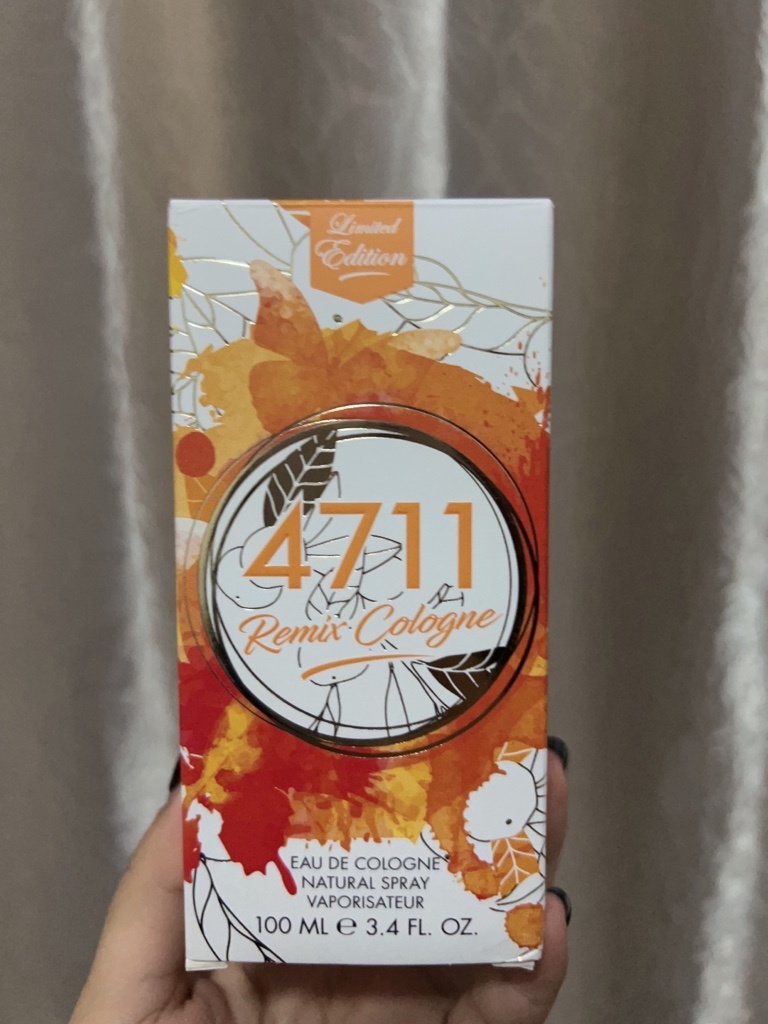 Limited
Edition
4711
Remix Cologne
EAU DE COLOGNE
NATURAL SPRAY
VAPORISATEUR
100 ML ℮ 3.4 FL. OZ.